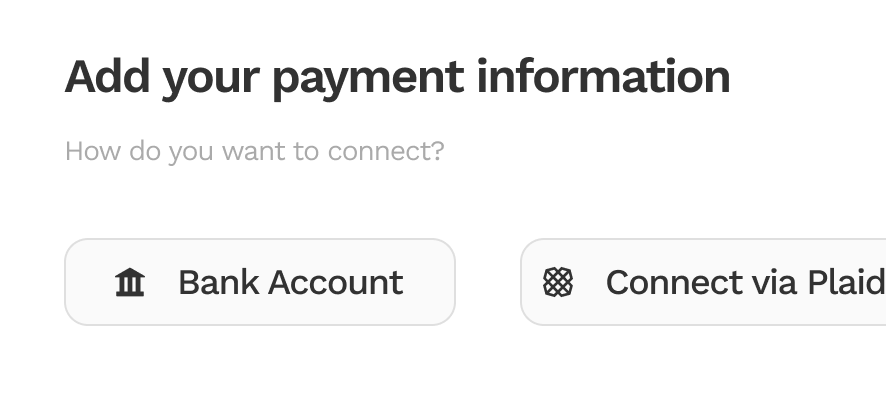 Add your payment information
How do you want to connect?
Bank Account
Connect via Plaid